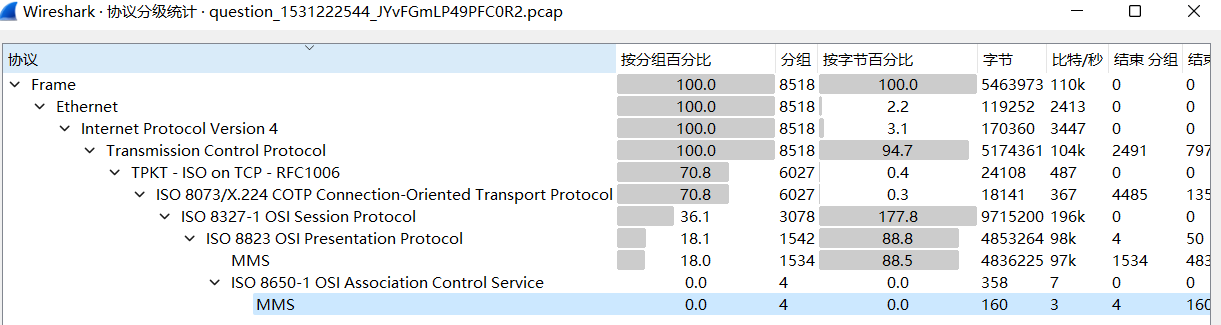 Wireshark · 协议分级统计 · question_1531222544_JYvFGmLP49PFC0R2.pcap
协议 按分组百分比 分组 按字节百分比 字节 比特/秒 结束 分组 结束
Frame 100.0 8518 100.0 5463973 110k 0 0
Ethernet 100.0 8518 2.2 119252 2413 0 0
Internet Protocol Version 4 100.0 8518 3.1 170360 3447 0 0
Transmission Control Protocol 100.0 8518 94.7 5174361 104k 2491 797
TPKT - ISO on TCP - RFC1006 70.8 6027 0.4 24108 487 0 0
ISO 8073/X.224 COTP Connection-Oriented Transport Protocol 70.8 6027 0.3 18141 367 4485 135
ISO 8327-1 OSI Session Protocol 36.1 3078 177.8 9715200 196k 0 0
ISO 8823 OSI Presentation Protocol 18.1 1542 88.8 4853264 98k 4 50
MMS 18.0 1534 88.5 4836225 97k 1534 483
ISO 8650-1 OSI Association Control Service 0.0 4 0.0 358 7 0 0
MMS 0.0 4 0.0 160 3 4 160